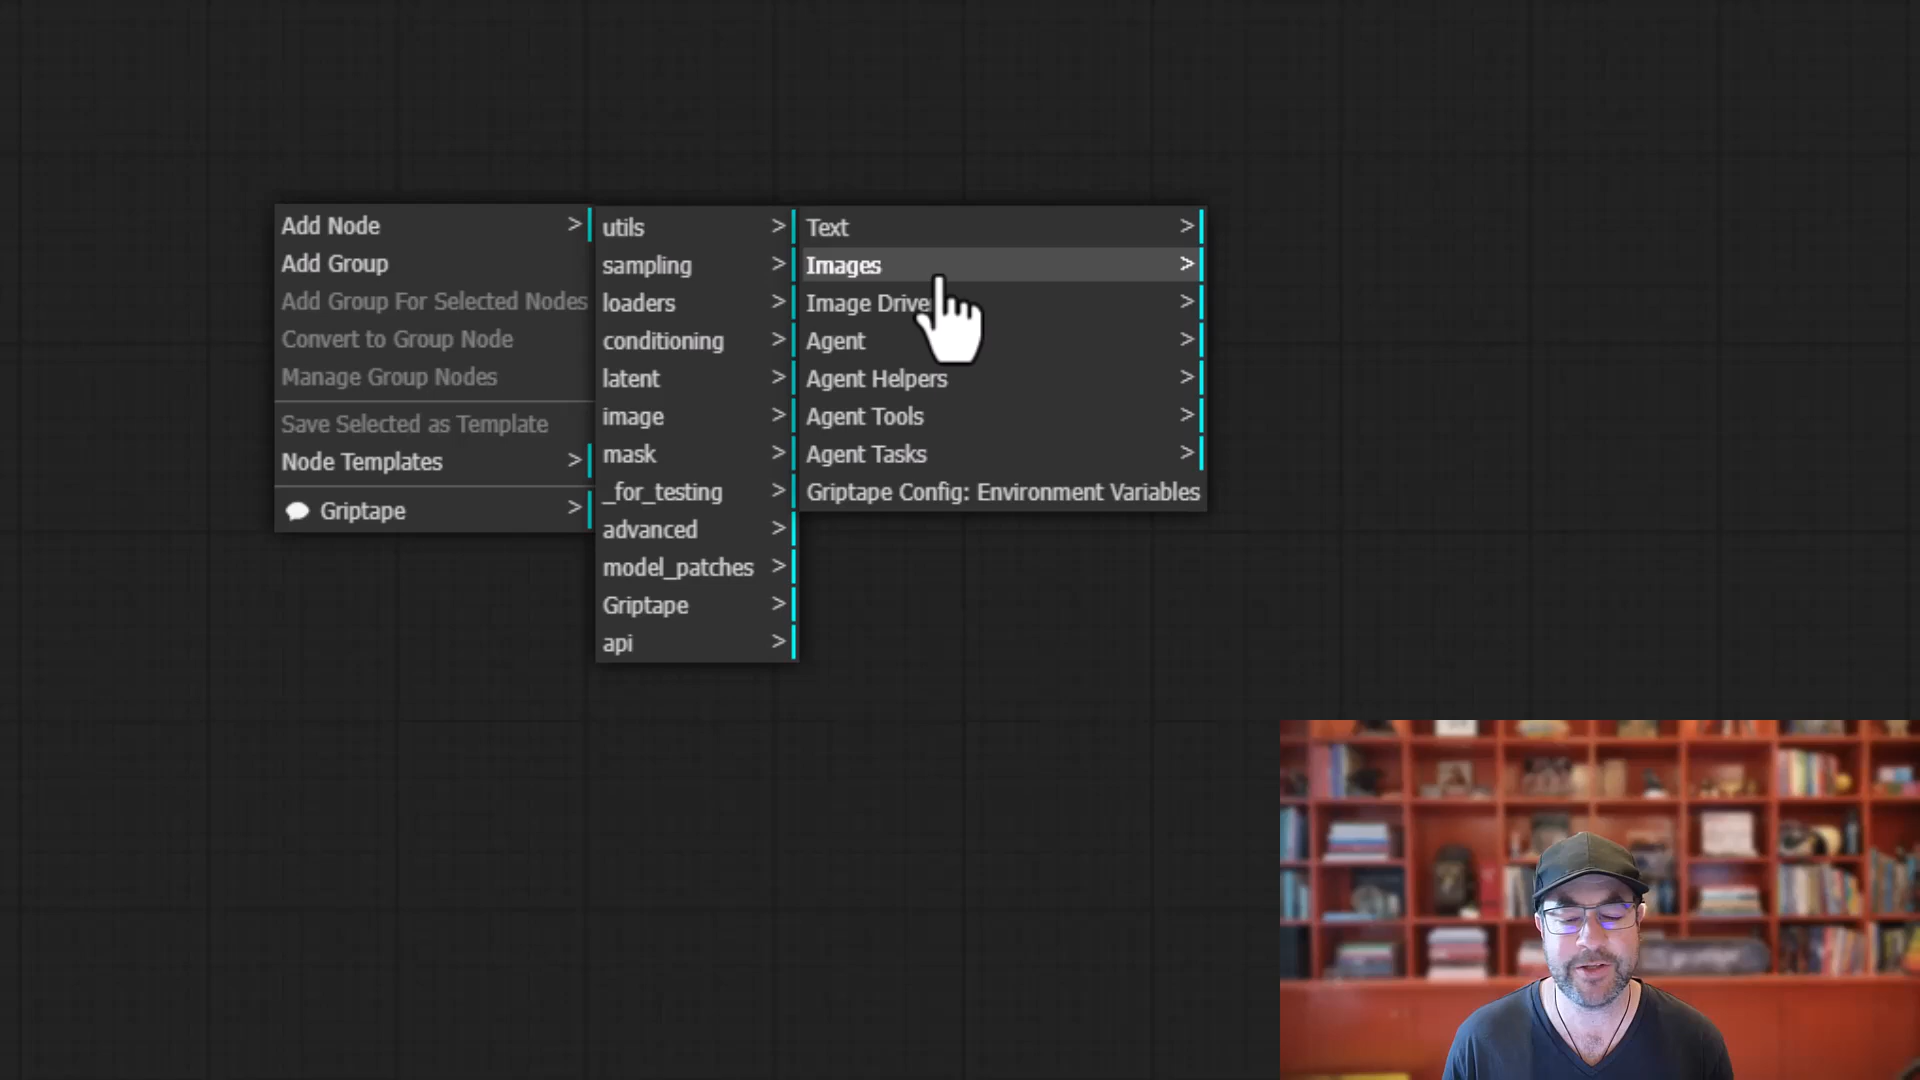 Add Node >
Add Group
Add Group For Selected Nodes
Convert to Group Node
Manage Group Nodes
Save Selected as Template
Node Templates >
Griptape >
utils >
sampling >
loaders >
conditioning >
latent >
image >
mask >
_for_testing >
advanced >
model_patches >
Griptape >
api >
Text >
Images >
Image Drive >
Agent >
Agent Helpers >
Agent Tools >
Agent Tasks >
Griptape Config: Environment Variables